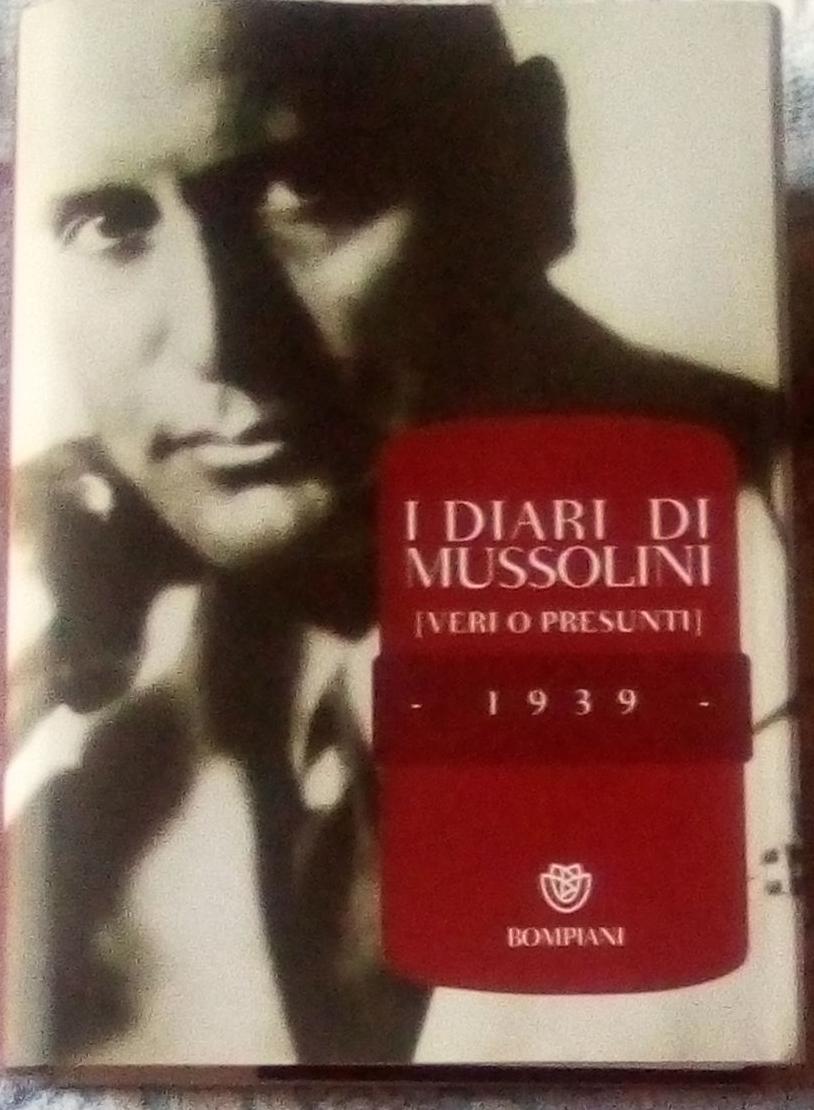 I DIARI DI
MUSSOLINI
[VERI O PRESUNTI]
- 1939 -
BOMPIANI